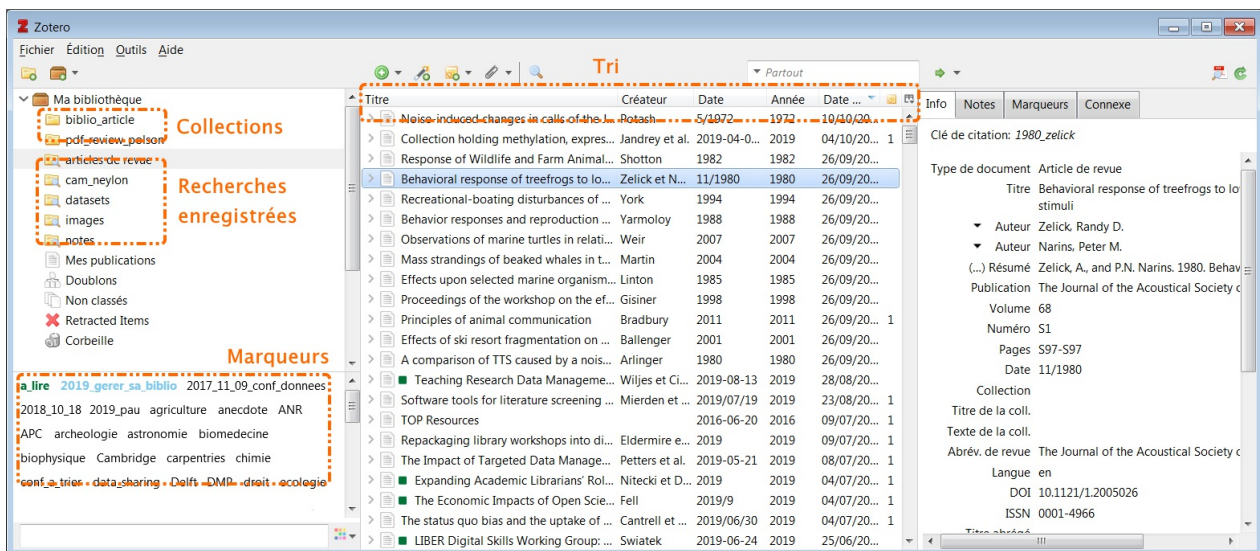 Zotero
Fichier Édition Outils Aide
Tri
Partout
Ma bibliothèque
biblio_article
pdf_review_polson
Collections
articles de revue
cam_neylon
datasets
images
notes
Recherches
enregistrées
Mes publications
Doublons
Non classés
Retracted Items
Corbeille
Marqueurs
a_lire 2019_gerer_sa_biblio 2017_11_09_conf_donnees
2018_10_18 2019_pau agriculture anecdote ANR
APC archeologie astronomie biomedecine
biophysique Cambridge carpentries chimie
conf_a_trier data-sharing Delft DMP droit ecologie
Titre Créateur Date Année Date ...
Noise-induced changes in calls of the J... Potash 5/1972 1972 10/10/20...
Collection holding methylation, expres... Jandrey et al. 2019-04-0... 2019 04/10/20... 1
Response of Wildlife and Farm Animal... Shotton 1982 1982 26/09/20...
Behavioral response of treefrogs to lo... Zelick et N... 11/1980 1980 26/09/20...
Recreational-boating disturbances of ... York 1994 1994 26/09/20...
Behavior responses and reproduction ... Yarmoloy 1988 1988 26/09/20...
Observations of marine turtles in relati... Weir 2007 2007 26/09/20...
Mass strandings of beaked whales in t... Martin 2004 2004 26/09/20...
Effects upon selected marine organism... Linton 1985 1985 26/09/20...
Proceedings of the workshop on the ef... Gisiner 1998 1998 26/09/20...
Principles of animal communication Bradbury 2011 2011 26/09/20... 1
Effects of ski resort fragmentation on ... Ballenger 2001 2001 26/09/20...
A comparison of TTS caused by a nois... Arlinger 1980 1980 26/09/20...
Teaching Research Data Manageme... Wiljes et Ci... 2019-08-13 2019 28/08/20...
Software tools for literature screening ... Mierden et ... 2019/07/19 2019 23/08/20... 1
TOP Resources 2016-06-20 2016 09/07/20... 1
Repackaging library workshops into di... Eldermire e... 2019 2019 09/07/20... 1
The Impact of Targeted Data Manage... Petters et al. 2019-05-21 2019 08/07/20... 1
Expanding Academic Librarians' Rol... Nitecki et D... 2019 2019 04/07/20... 1
The Economic Impacts of Open Scie... Fell 2019/9 2019 04/07/20... 1
The status quo bias and the uptake of ... Cantrell et ... 2019/06/30 2019 04/07/20... 1
LIBER Digital Skills Working Group: ... Swiatek 2019-06-24 2019 25/06/20...
Info Notes Marqueurs Connexe
Clé de citation: 1980_zelick
Type de document Article de revue
Titre Behavioral response of treefrogs to lo
stimuli
Auteur Zelick, Randy D.
Auteur Narins, Peter M.
(...) Résumé Zelick, A., and P.N. Narins. 1980. Behav
Publication The Journal of the Acoustical Society o
Volume 68
Numéro S1
Pages S97-S97
Date 11/1980
Collection
Titre de la coll.
Texte de la coll.
Abrév. de revue The Journal of the Acoustical Society o
Langue en
DOI 10.1121/1.2005026
ISSN 0001-4966
Titre abrégé